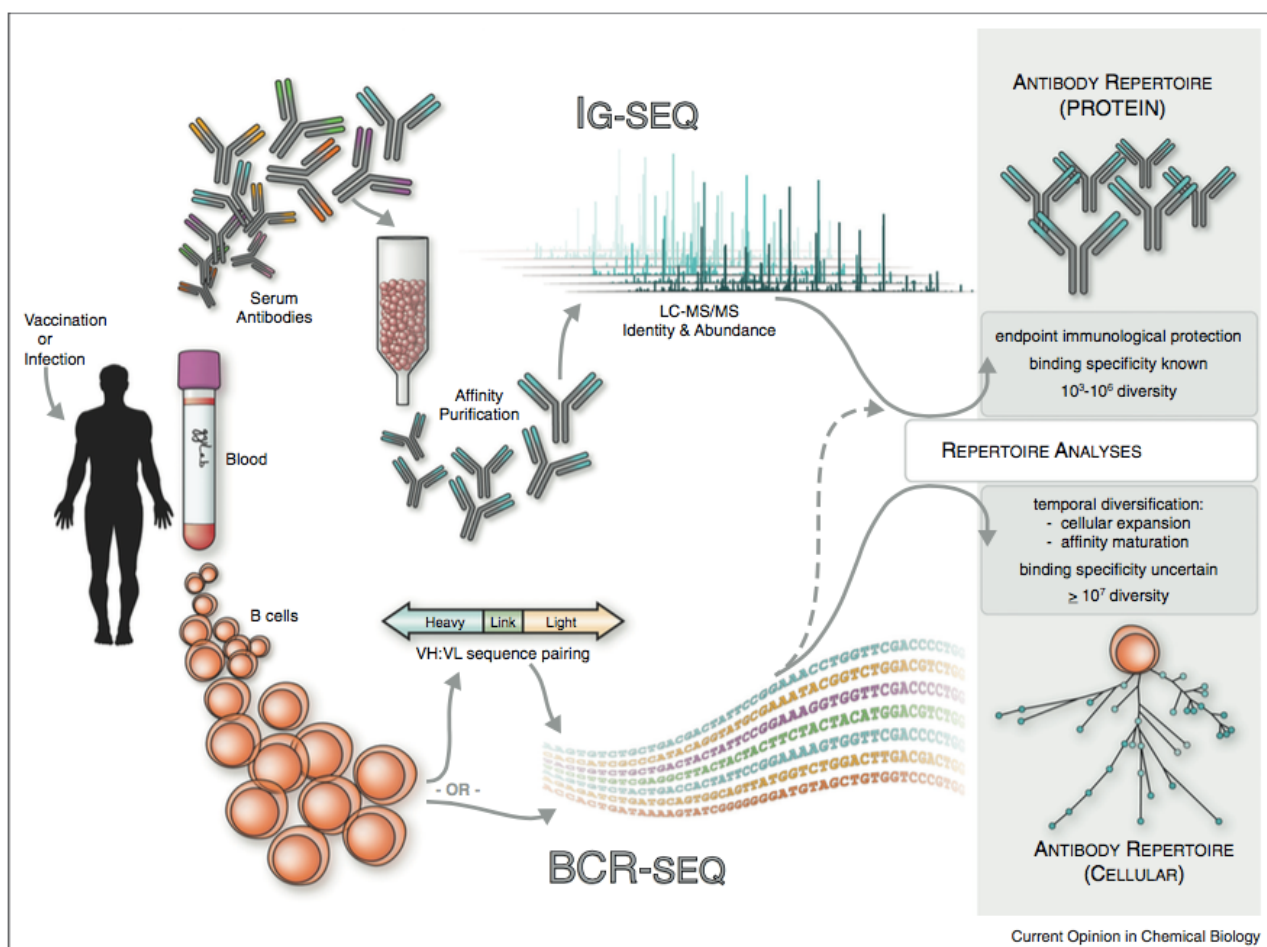 IG-SEQ
ANTIBODY REPERTOIRE
(PROTEIN)
Serum
Antibodies
LC-MS/MS
Identity & Abundance
Vaccination
or
Infection
endpoint immunological protection
binding specificity known
10³-10⁶ diversity
Affinity
Purification
Blood
REPERTOIRE ANALYSES
temporal diversification:
- cellular expansion
- affinity maturation
binding specificity uncertain
≥ 10⁷ diversity
B cells
Heavy Link Light
VH:VL sequence pairing
- OR -
BCR-SEQ
ANTIBODY REPERTOIRE
(CELLULAR)
Current Opinion in Chemical Biology